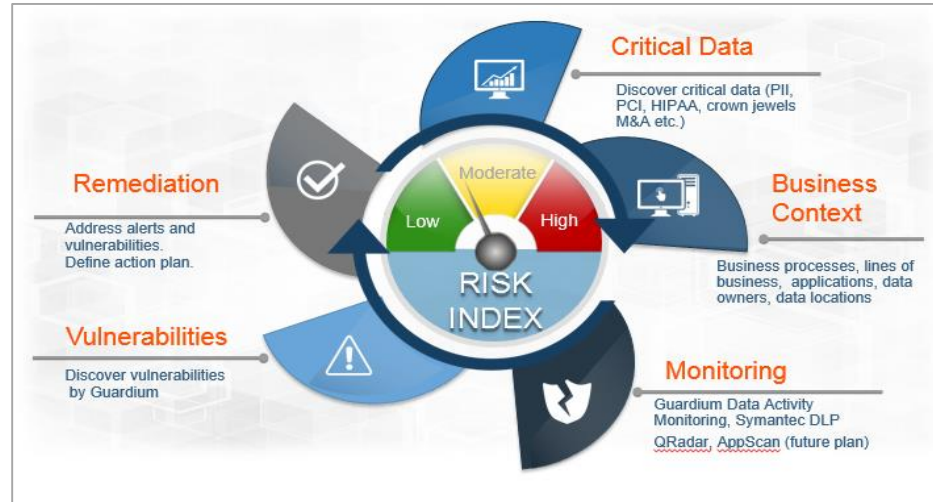 Critical Data
Discover critical data (PII,
PCI, HIPAA, crown jewels
M&A etc.)
Business
Context
Business processes, lines of
business, applications, data
owners, data locations
Monitoring
Guardium Data Activity
Monitoring, Symantec DLP
QRadar, AppScan (future plan)
Vulnerabilities
Discover vulnerabilities
by Guardium
Remediation
Address alerts and
vulnerabilities.
Define action plan.
Low
Moderate
High
RISK
INDEX